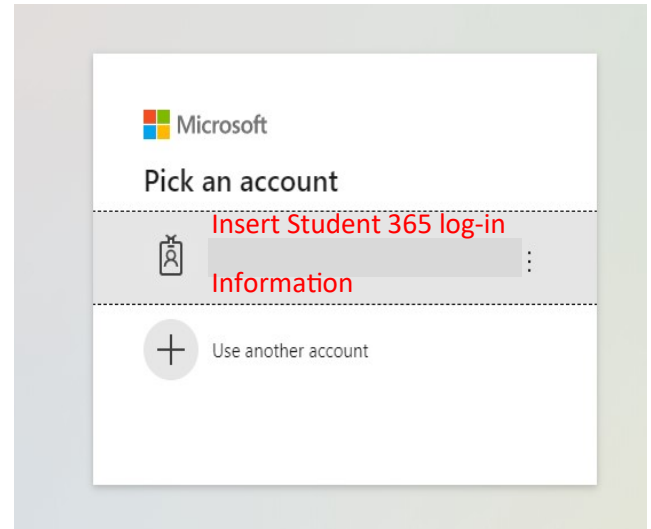 Microsoft
Pick an account
Insert Student 365 log-in
Information
Use another account